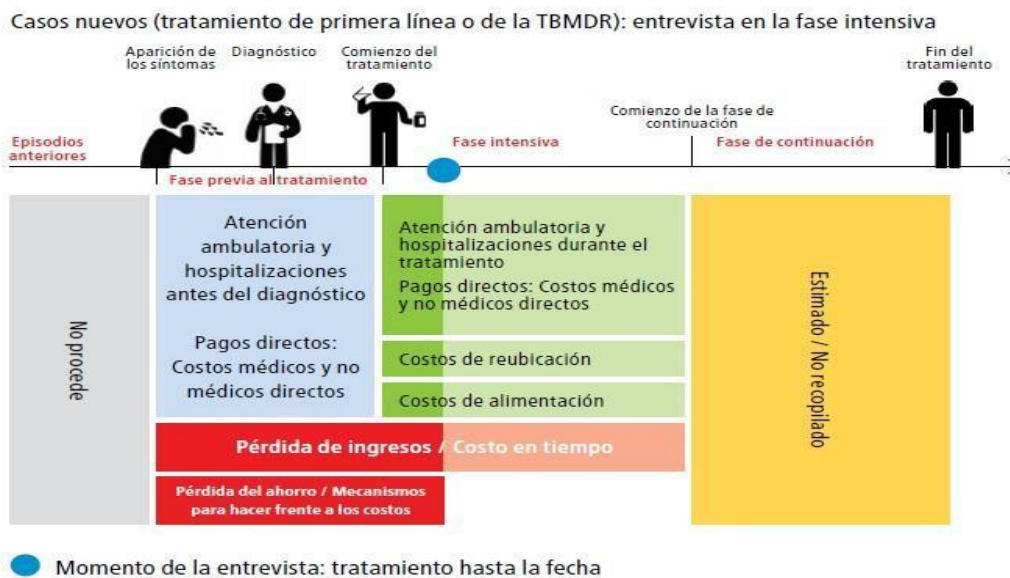 Casos nuevos (tratamiento de primera línea o de la TBMDR): entrevista en la fase intensiva
Aparición de
los síntomas
Diagnóstico
Comienzo del
tratamiento
Fin del
tratamiento
Comienzo de la fase de
continuación
Episodios
anteriores
Fase intensiva
Fase de continuación
Fase previa al tratamiento
No procede
Atención
ambulatoria y
hospitalizaciones
antes del diagnóstico
Pagos directos:
Costos médicos y no
médicos directos
Atención ambulatoria y
hospitalizaciones durante el
tratamiento
Pagos directos: Costos médicos
y no médicos directos
Costos de reubicación
Costos de alimentación
Estimado / No recopilado
Pérdida de ingresos / Costo en tiempo
Pérdida del ahorro / Mecanismos
para hacer frente a los costos
Momento de la entrevista: tratamiento hasta la fecha